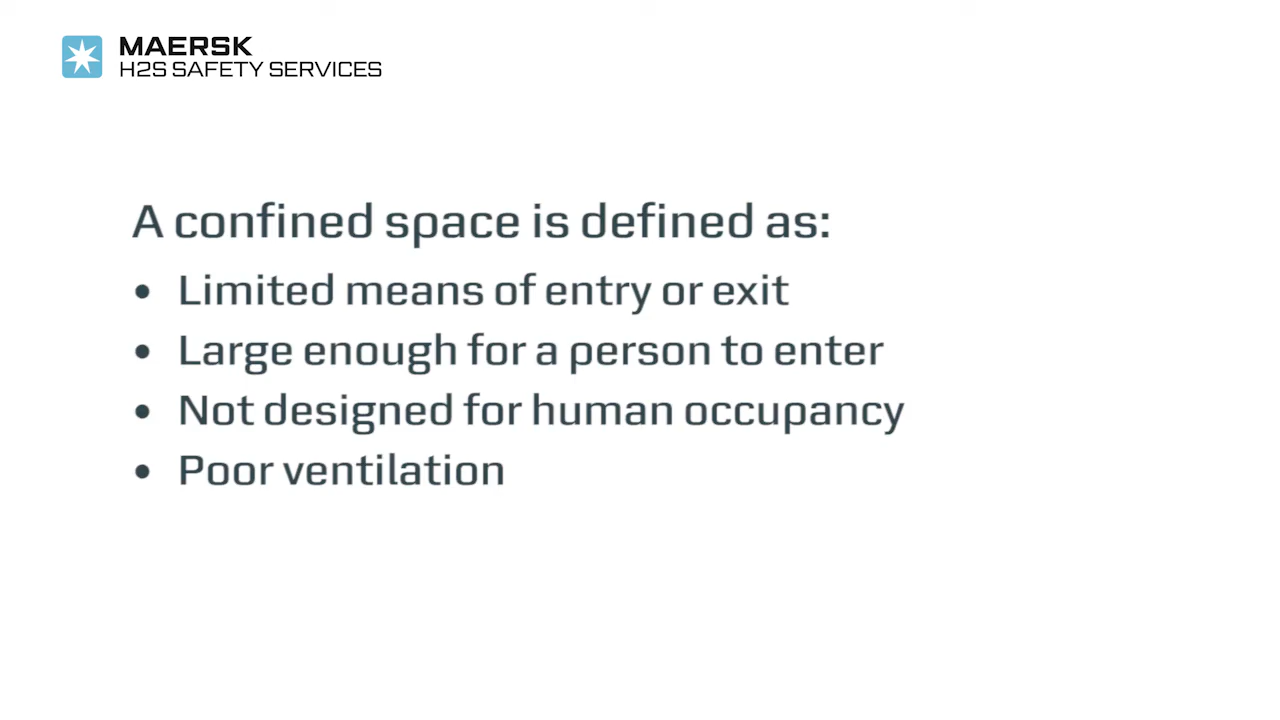 MAERSK
H2S SAFETY SERVICES
A confined space is defined as:
• Limited means of entry or exit
• Large enough for a person to enter
• Not designed for human occupancy
• Poor ventilation